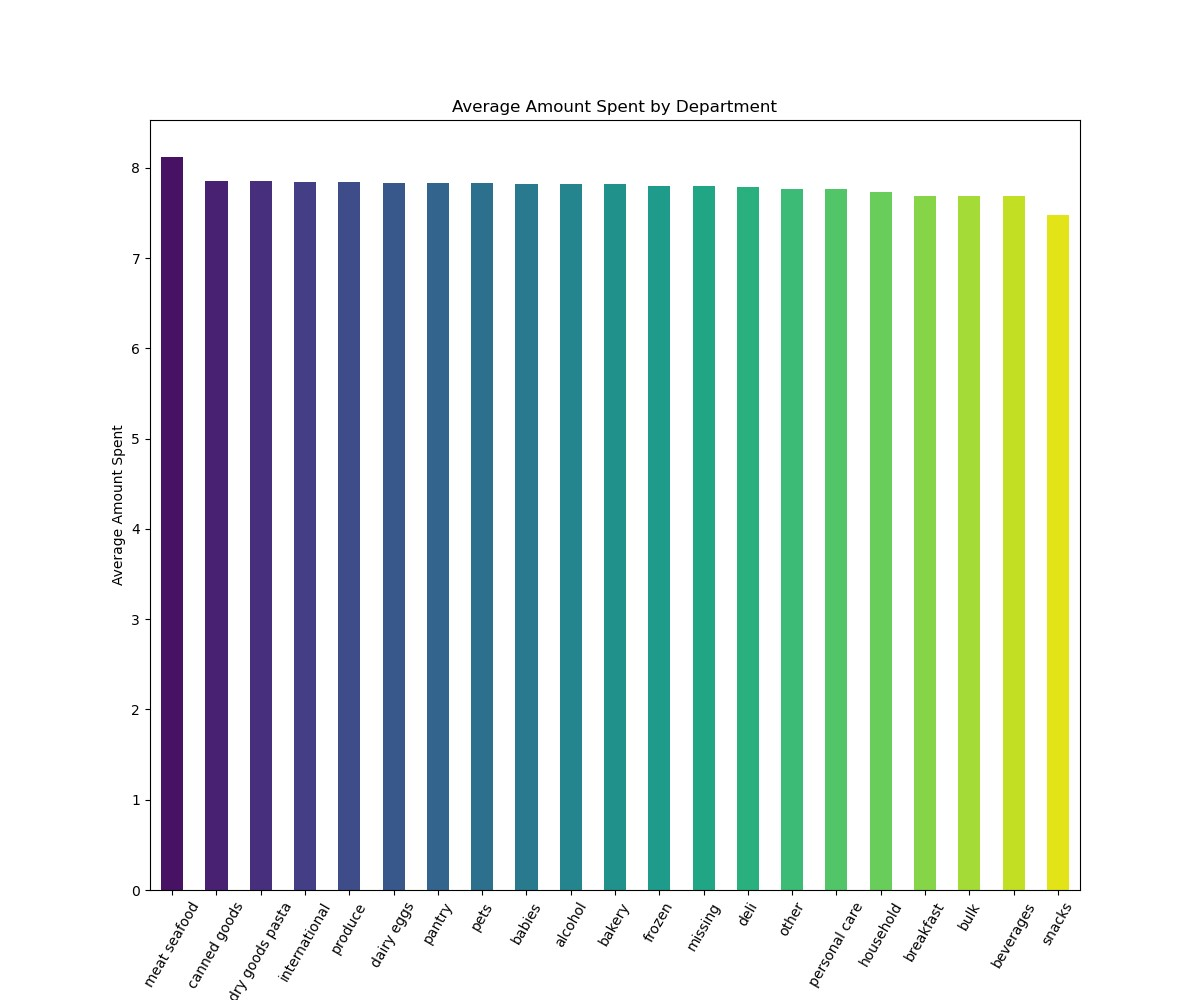 Average Amount Spent by Department
Average Amount Spent
8
7
6
5
4
3
2
1
0
meat seafood
canned goods
dry goods pasta
international
produce
dairy eggs
pantry
pets
babies
alcohol
bakery
frozen
missing
deli
other
personal care
household
breakfast
bulk
beverages
snacks